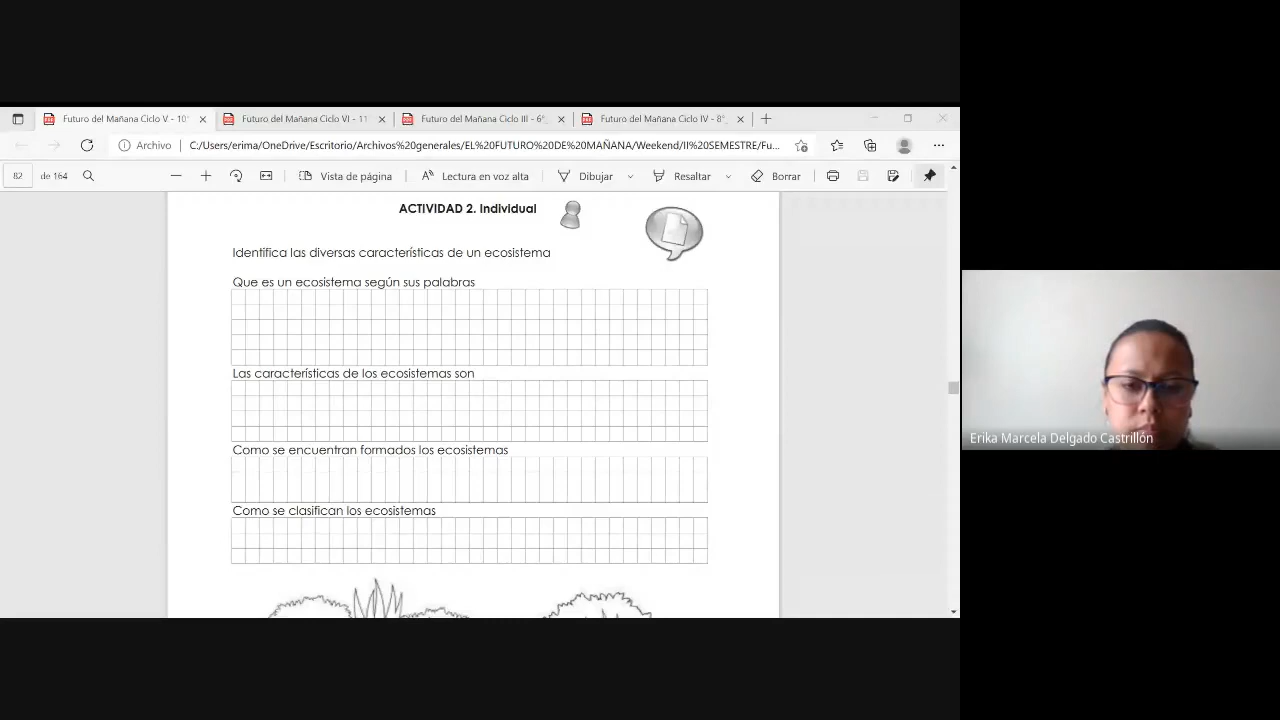 Futuro del Mañana Ciclo V - 10°
Futuro del Mañana Ciclo VI - 11
Futuro del Mañana Ciclo III - 6°
Futuro del Mañana Ciclo IV - 8°
Archivo
C:/Users/erima/OneDrive/Escritorio/Archivos%20generales/EL%20FUTURO%20DE%20MAÑANA/Weekend/II%20SEMESTRE/Fu...
82 de 164
Vista de página
Lectura en voz alta
Dibujar
Resaltar
Borrar
ACTIVIDAD 2. Individual
Identifica las diversas características de un ecosistema
Que es un ecosistema según sus palabras
Las características de los ecosistemas son
Como se encuentran formados los ecosistemas
Como se clasifican los ecosistemas
Erika Marcela Delgado Castrillón